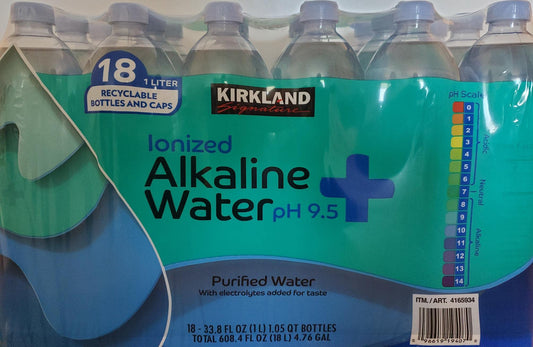 18
1 LITER
RECYCLABLE
BOTTLES AND CAPS
KIRKLAND
Signature
Ionized
Alkaline
Water pH 9.5 +
Purified Water
With electrolytes added for taste
18 - 33.8 FL OZ (1 L) 1.05 QT BOTTLES
TOTAL 608.4 FL OZ (18 L) 4.76 GAL
pH Scale
0
1
2
3
4
5
6
7
8
9
10
11
12
13
14
Acidic
Neutral
Alkaline
ITM. / ART. 4165934
96619 19407